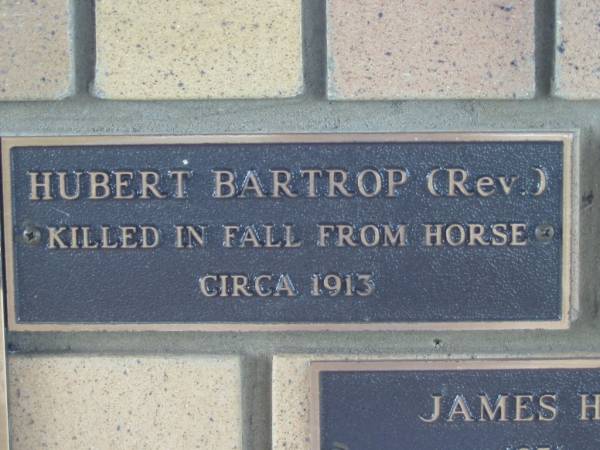 HUBERT BARTROP (Rev.)
KILLED IN FALL FROM HORSE
CIRCA 1913
JAMES H